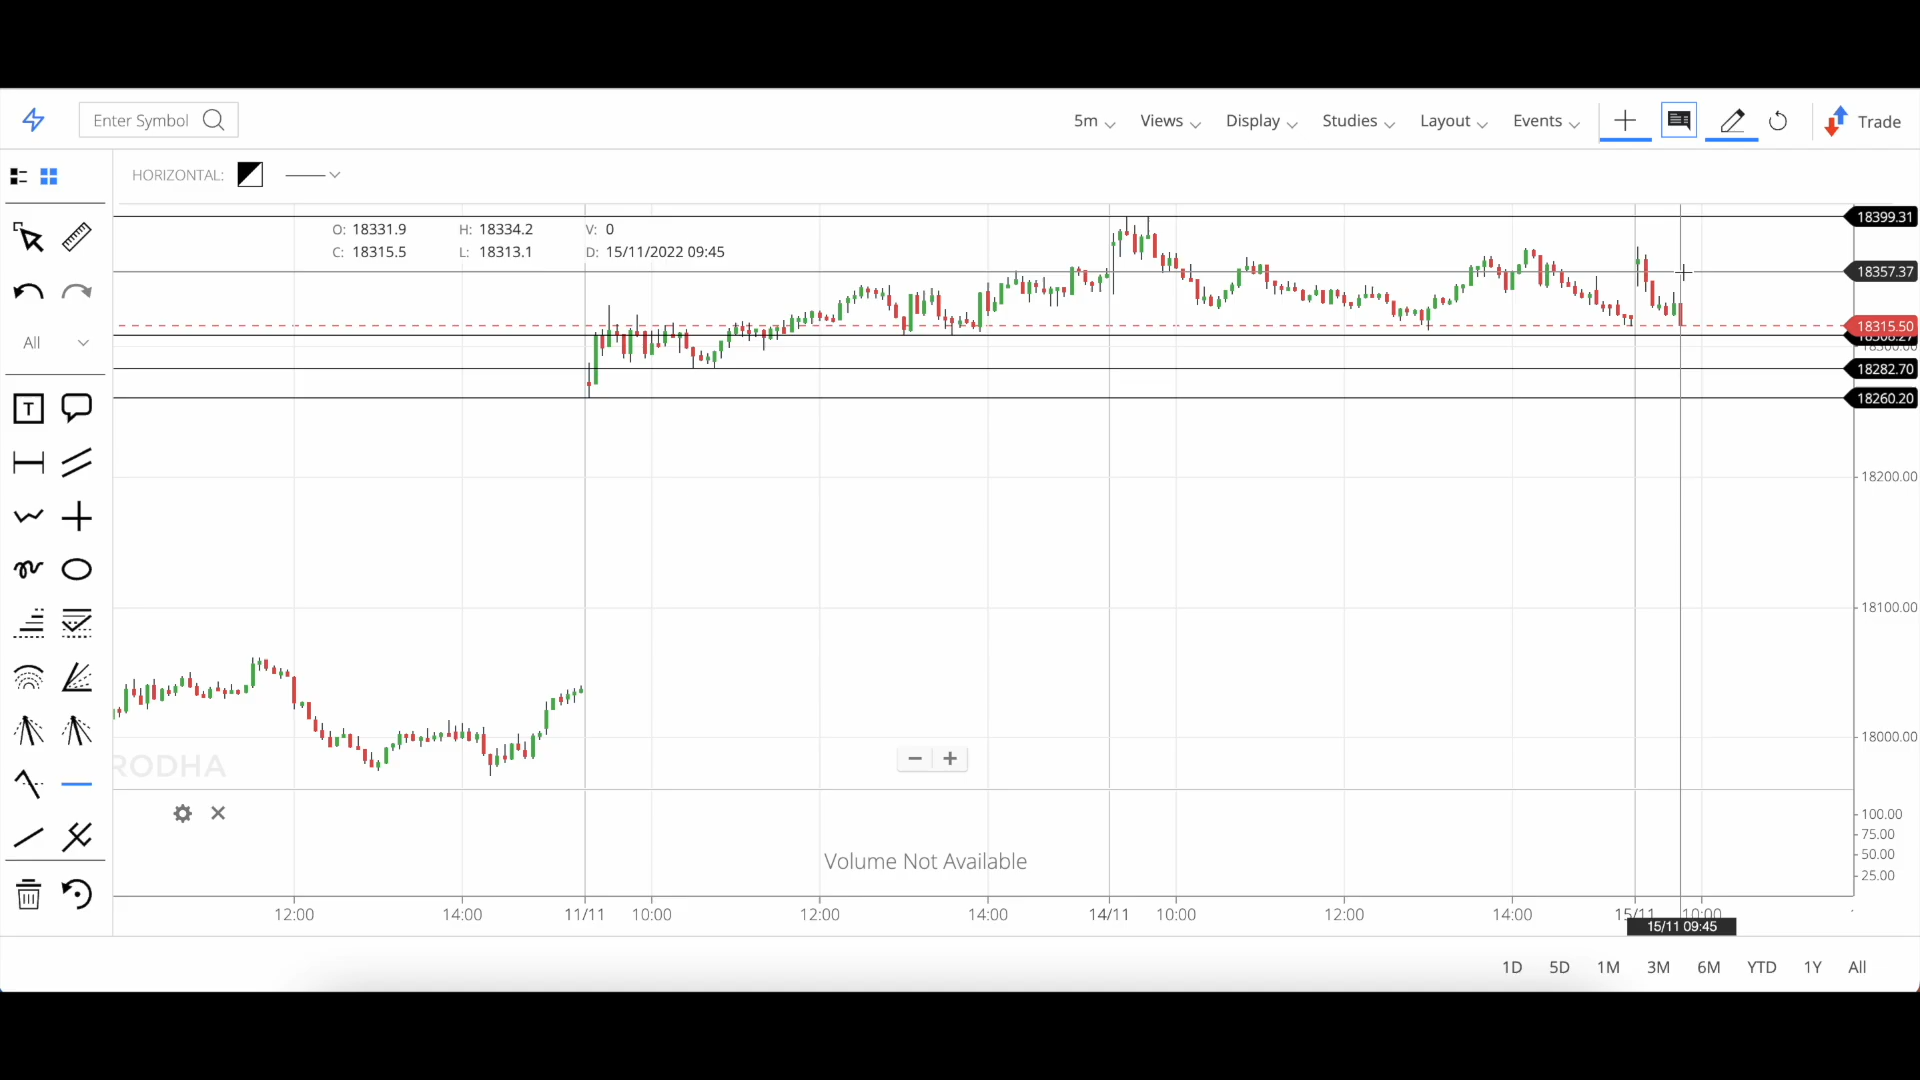 Enter Symbol
5m Views Display Studies Layout Events Trade
HORIZONTAL:
O: 18331.9 H: 18334.2 V: 0
C: 18315.5 L: 18313.1 D: 15/11/2022 09:45
18399.31
18357.37
18315.50
18282.70
18260.20
All
T
18200.00
18100.00
18000.00
RODHA
Volume Not Available
100.00
75.00
50.00
25.00
12:00 14:00 11/11 10:00 12:00 14:00 14/11 10:00 12:00 14:00 15/11 10:00
15/11 09:45
1D 5D 1M 3M 6M YTD 1Y All